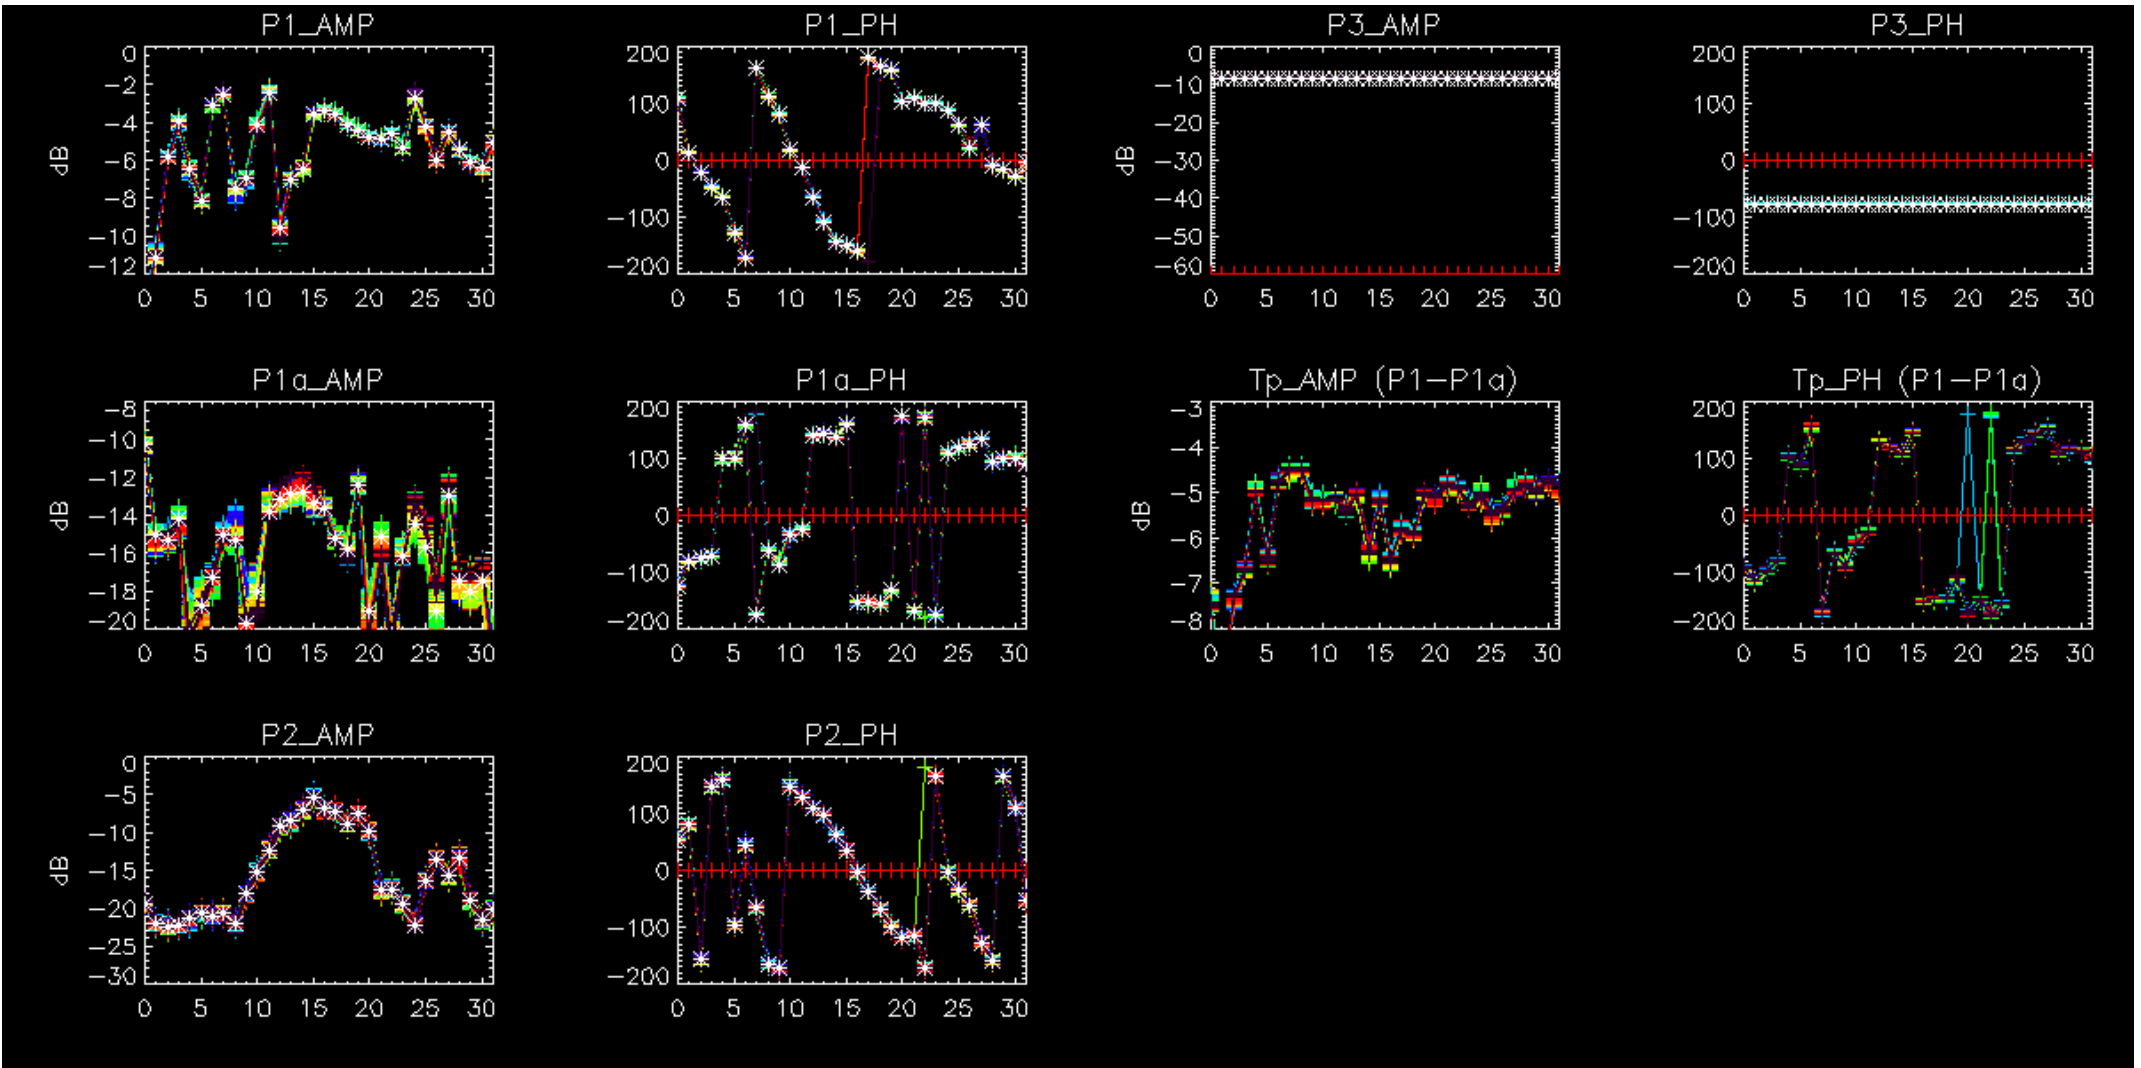 P1_AMP P1_PH P3_AMP P3_PH
0 −2 −4 −6 −8 −10 −12 dB
0 5 10 15 20 25 30
200 100 0 −100 −200
0 5 10 15 20 25 30
0 −10 −20 −30 −40 −50 −60 dB
0 5 10 15 20 25 30
200 100 0 −100 −200
0 5 10 15 20 25 30
P1a_AMP P1a_PH Tp_AMP (P1−P1a) Tp_PH (P1−P1a)
−8 −10 −12 −14 −16 −18 −20 dB
0 5 10 15 20 25 30
200 100 0 −100 −200
0 5 10 15 20 25 30
−3 −4 −5 −6 −7 −8 dB
0 5 10 15 20 25 30
200 100 0 −100 −200
0 5 10 15 20 25 30
P2_AMP P2_PH
0 −5 −10 −15 −20 −25 −30 dB
0 5 10 15 20 25 30
200 100 0 −100 −200
0 5 10 15 20 25 30